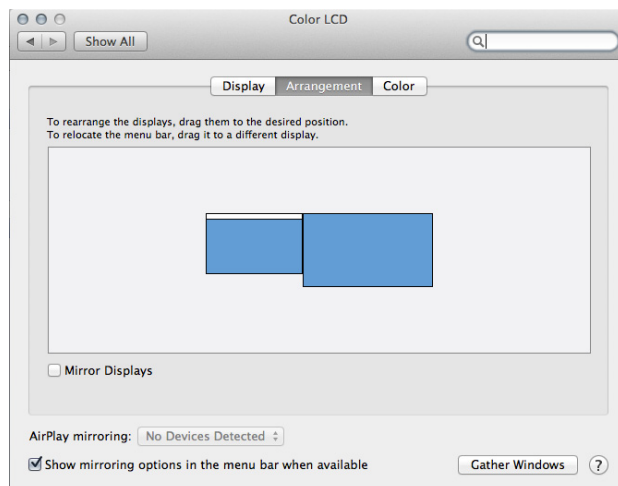 Color LCD
Show All
Display Arrangement Color
To rearrange the displays, drag them to the desired position.
To relocate the menu bar, drag it to a different display.
Mirror Displays
AirPlay mirroring: No Devices Detected
Show mirroring options in the menu bar when available
Gather Windows ?